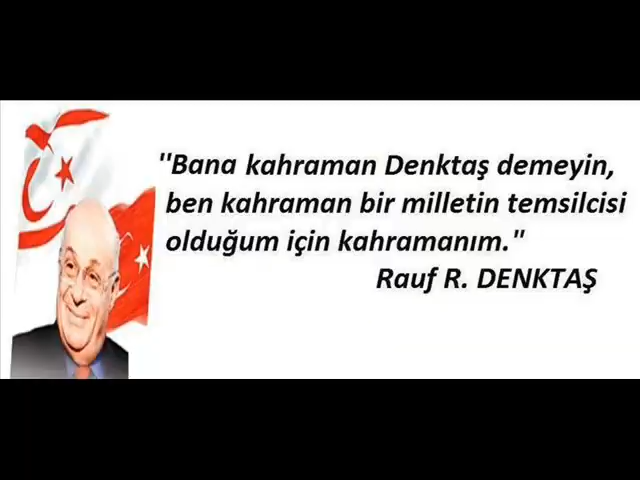 ''Bana kahraman Denktaş demeyin,
ben kahraman bir milletin temsilcisi
olduğum için kahramanım."
Rauf R. DENKTAŞ